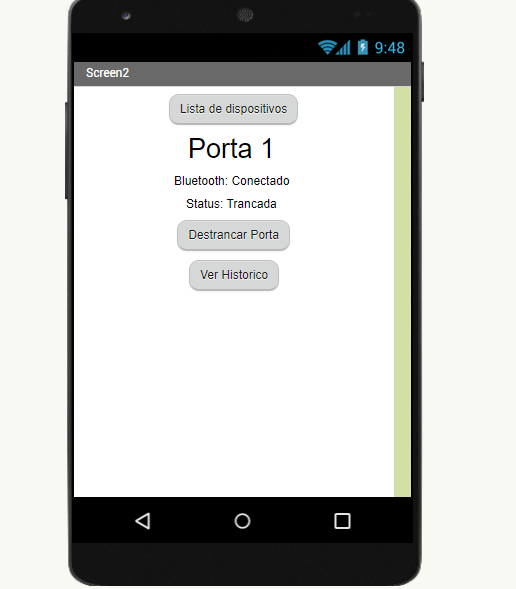 9:48
Screen2
Lista de dispositivos
Porta 1
Bluetooth: Conectado
Status: Trancada
Destrancar Porta
Ver Historico